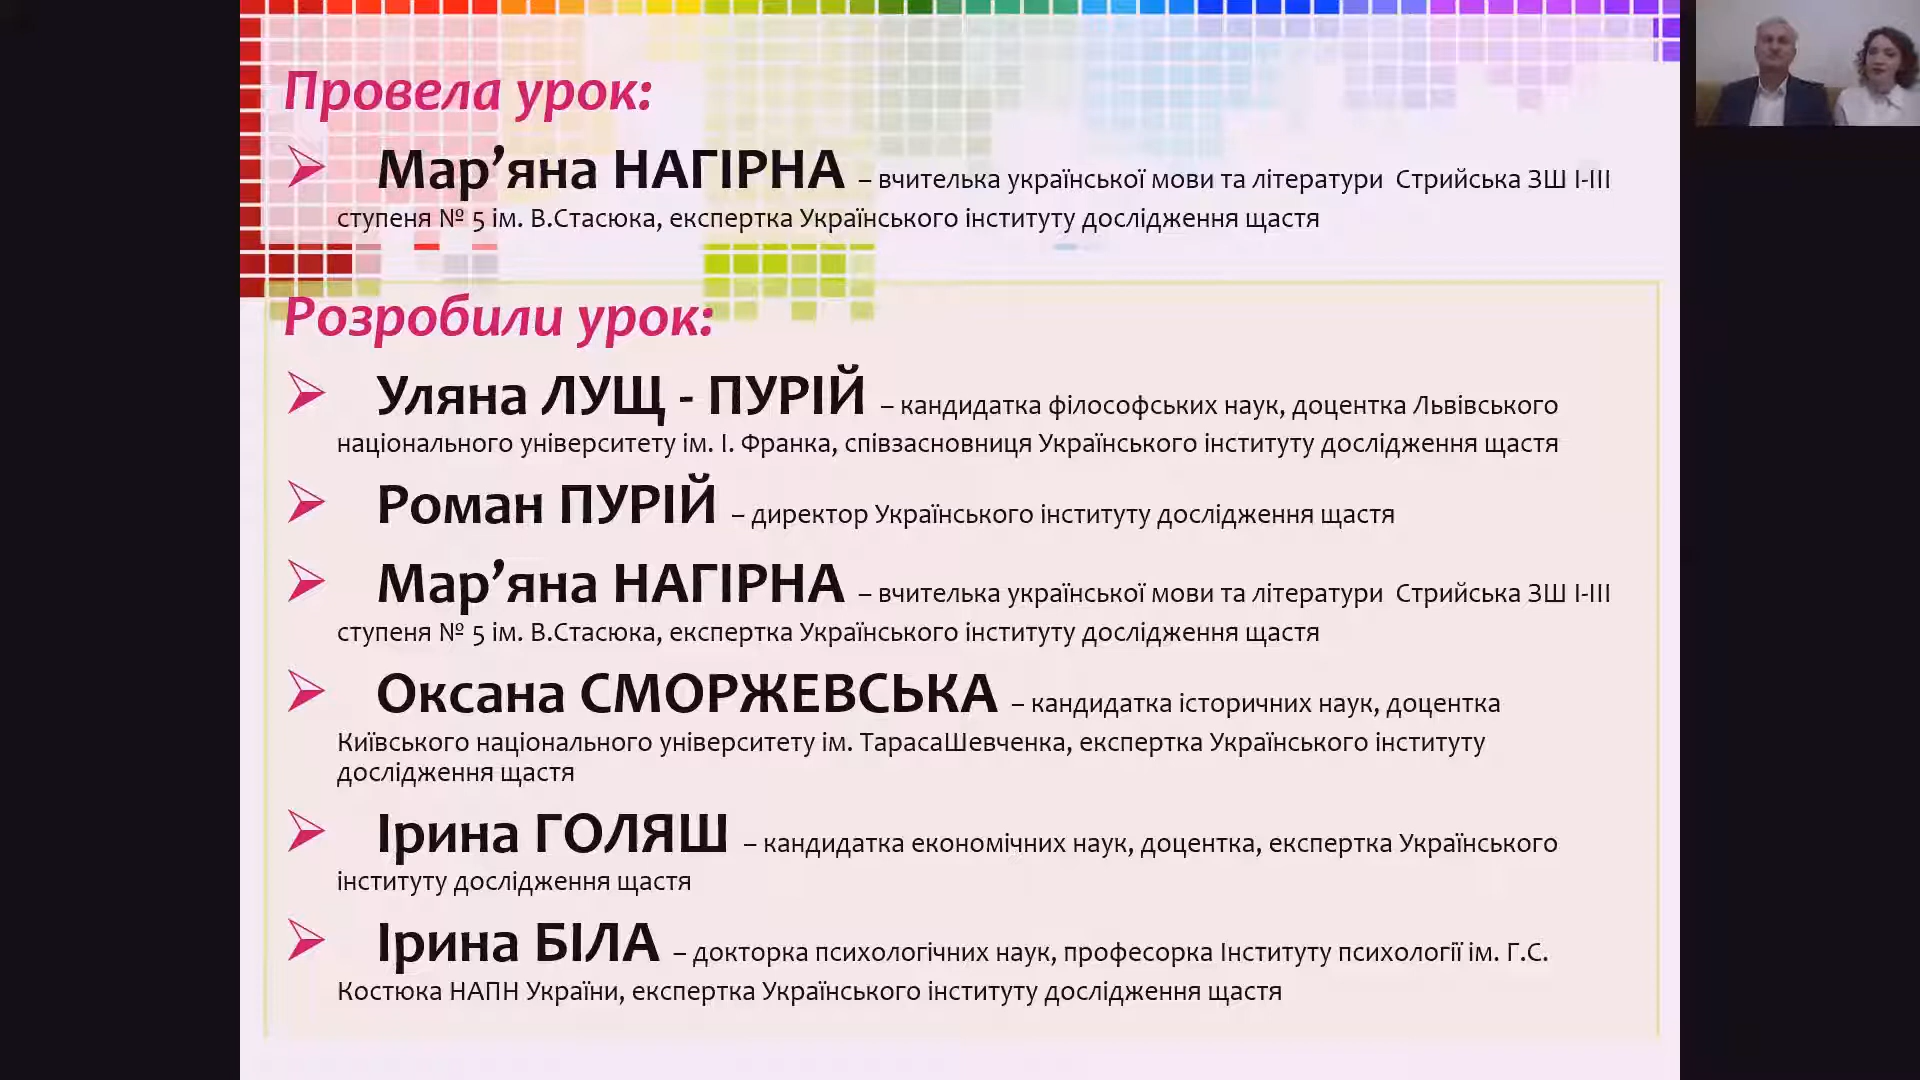 Провела урок:
Мар’яна НАГІРНА – вчителька української мови та літератури Стрийська ЗШ І-ІІІ
ступеня № 5 ім. В.Стасюка, експертка Українського інституту дослідження щастя
Розробили урок:
Уляна ЛУЩ - ПУРІЙ – кандидатка філософських наук, доцентка Львівського
національного університету ім. І. Франка, співзасновниця Українського інституту дослідження щастя
Роман ПУРІЙ – директор Українського інституту дослідження щастя
Мар’яна НАГІРНА – вчителька української мови та літератури Стрийська ЗШ І-ІІІ
ступеня № 5 ім. В.Стасюка, експертка Українського інституту дослідження щастя
Оксана СМОРЖЕВСЬКА – кандидатка історичних наук, доцентка
Київського національного університету ім. ТарасаШевченка, експертка Українського інституту
дослідження щастя
Ірина ГОЛЯШ – кандидатка економічних наук, доцентка, експертка Українського
інституту дослідження щастя
Ірина БІЛА – докторка психологічних наук, професорка Інституту психології ім. Г.С.
Костюка НАПН України, експертка Українського інституту дослідження щастя